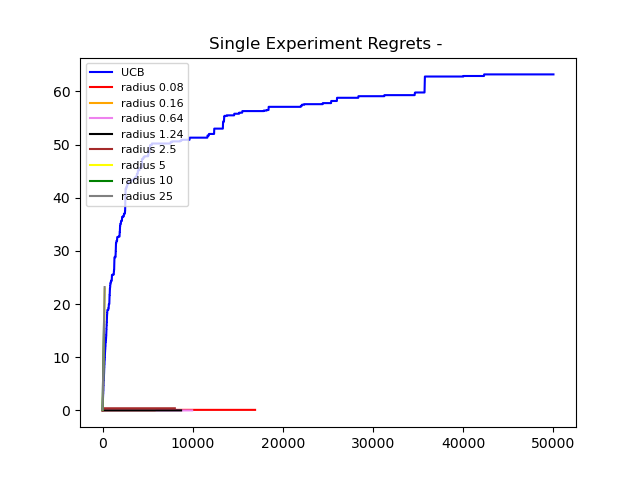 Single Experiment Regrets -
UCB
radius 0.08
radius 0.16
radius 0.64
radius 1.24
radius 2.5
radius 5
radius 10
radius 25
60
50
40
30
20
10
0
0 10000 20000 30000 40000 50000